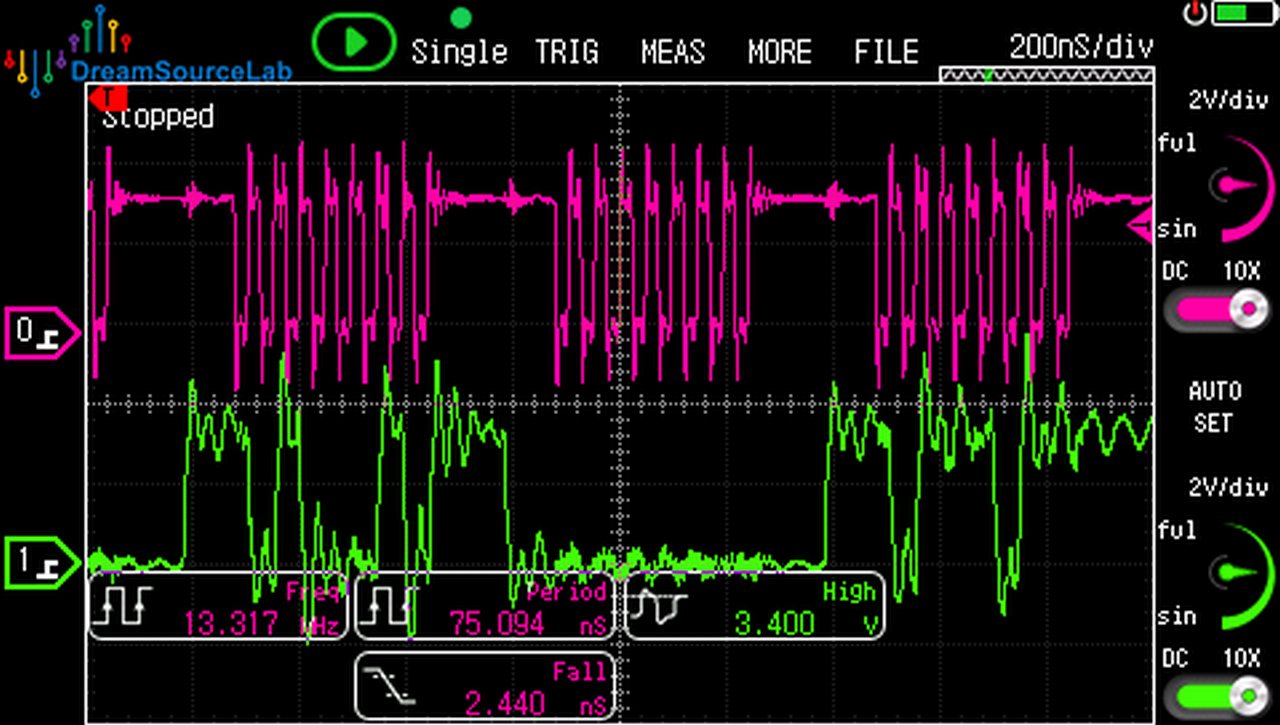 DreamSourceLab
Single TRIG MEAS MORE FILE
200nS/div
T
Stopped
2V/div
ful
sin
DC 10X
0
AUTO
SET
2V/div
ful
sin
DC 10X
1
Freq
13.317 MHz
Period
75.094 nS
High
3.400 V
Fall
2.440 nS